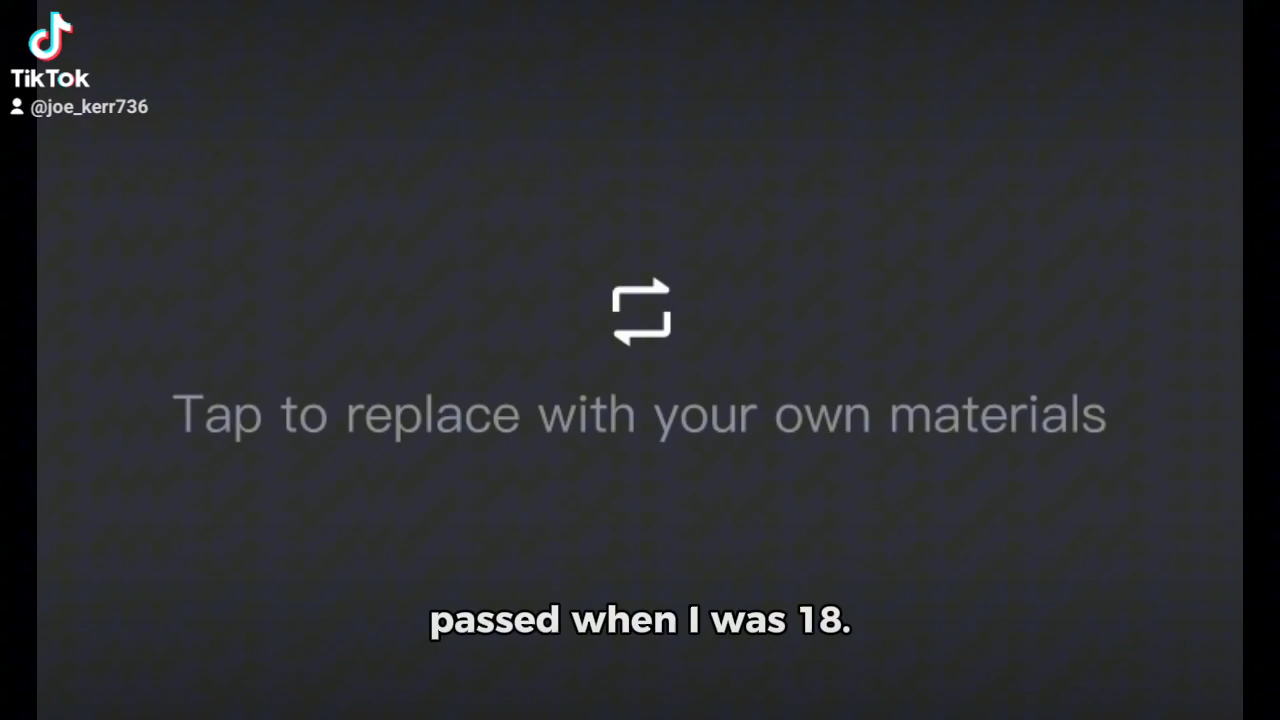 TikTok
@joe_kerr736
Tap to replace with your own materials
passed when I was 18.